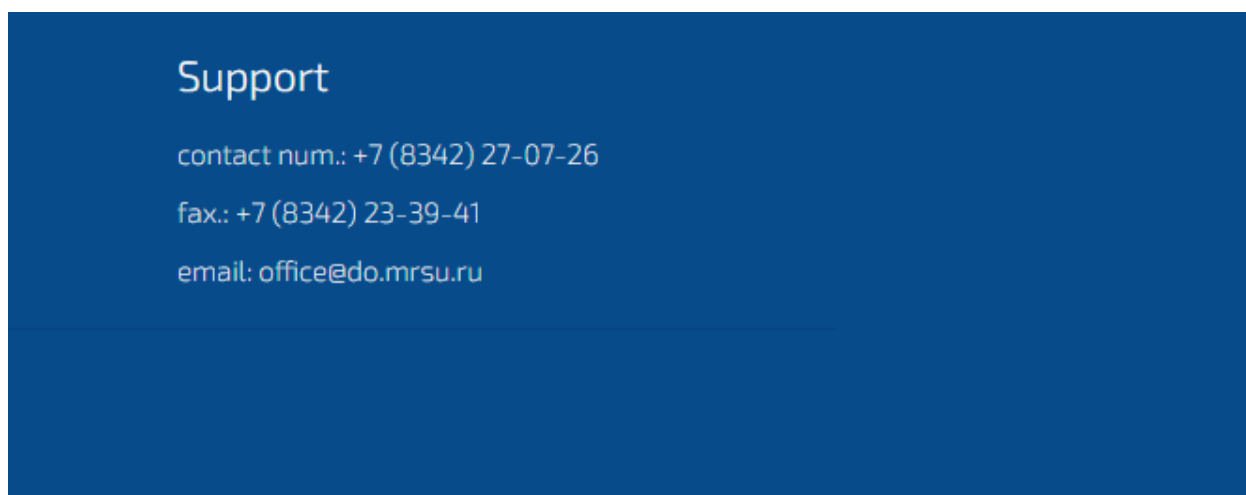 Support
contact num.: +7 (8342) 27-07-26
fax.: +7 (8342) 23-39-41
email: office@do.mrsu.ru